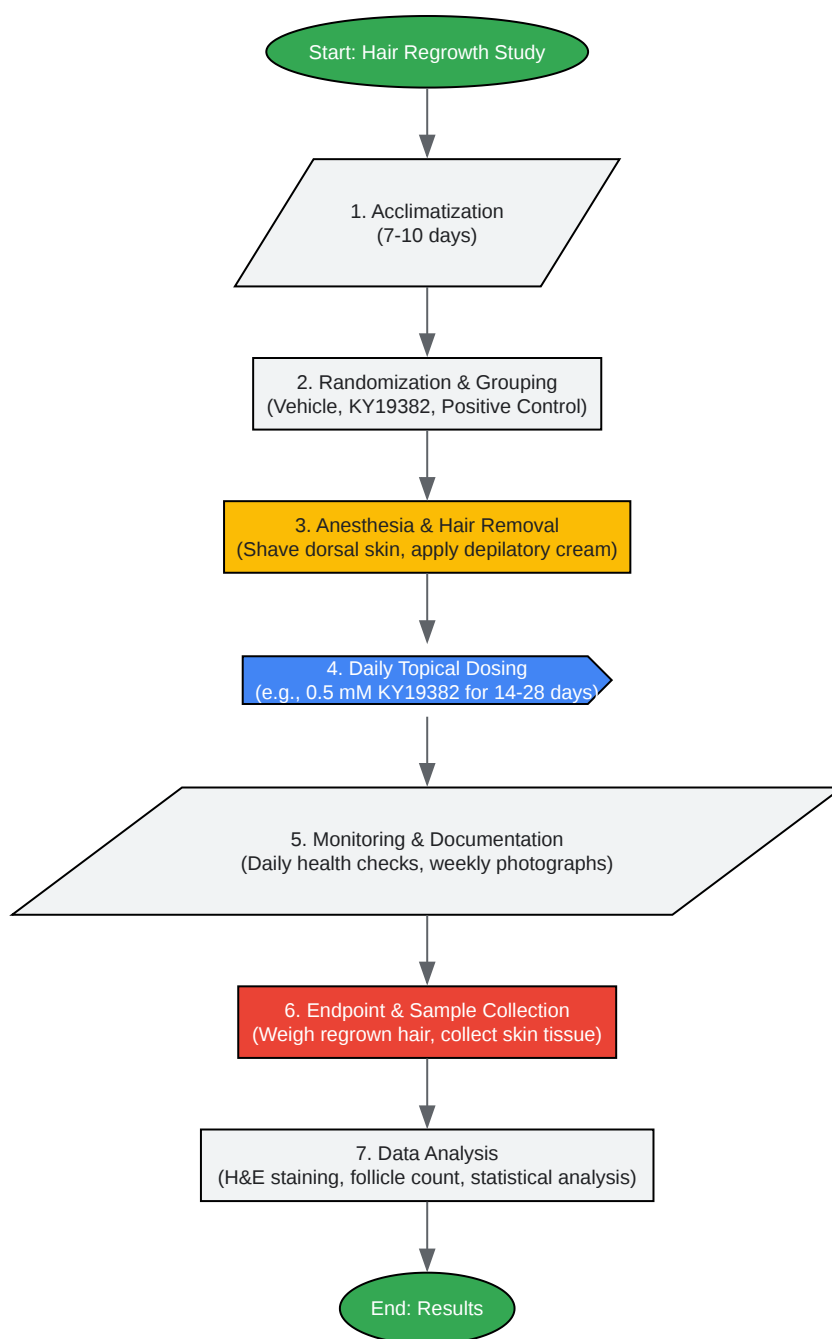 Start: Hair Regrowth Study
1. Acclimatization
(7-10 days)
2. Randomization & Grouping
(Vehicle, KY19382, Positive Control)
3. Anesthesia & Hair Removal
(Shave dorsal skin, apply depilatory cream)
4. Daily Topical Dosing
(e.g., 0.5 mM KY19382 for 14-28 days)
5. Monitoring & Documentation
(Daily health checks, weekly photographs)
6. Endpoint & Sample Collection
(Weigh regrown hair, collect skin tissue)
7. Data Analysis
(H&E staining, follicle count, statistical analysis)
End: Results